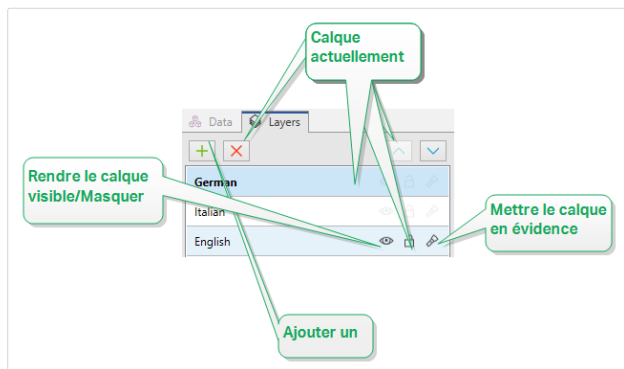 Calque
actuellement
Data
Layers
Rendre le calque
visible/Masquer
German
Italian
English
Mettre le calque
en évidence
Ajouter un